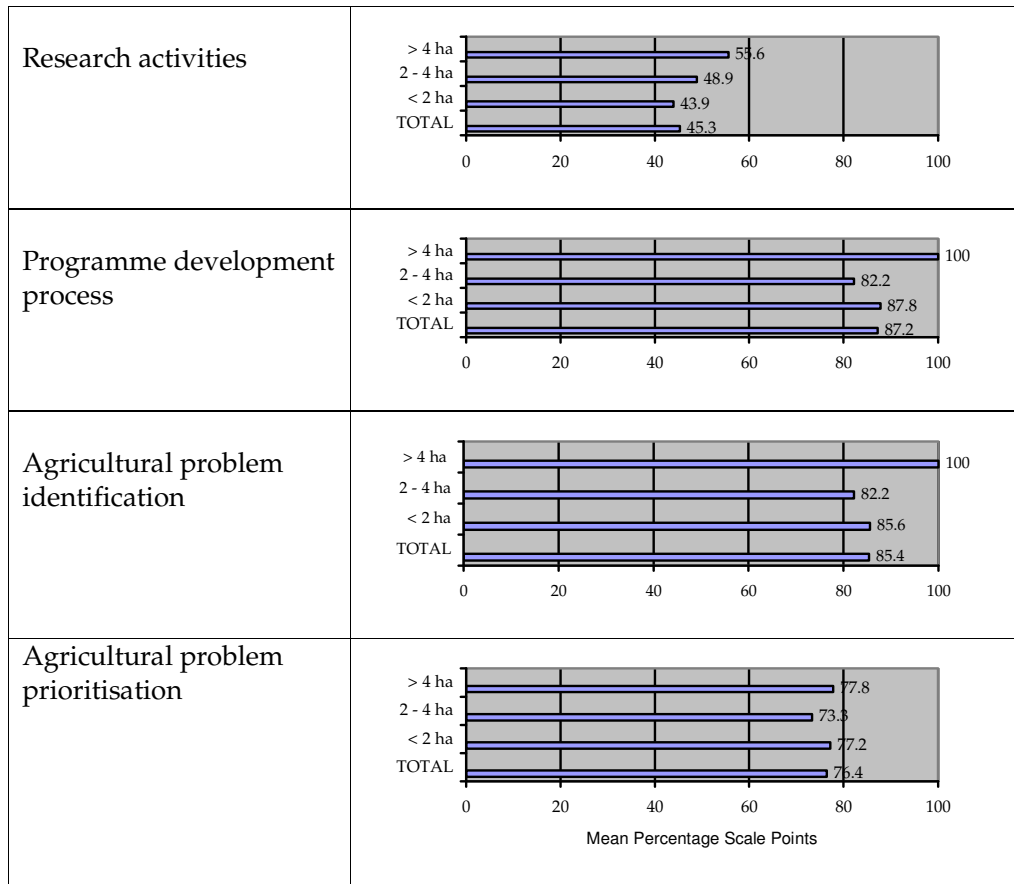 Research activities
> 4 ha
55.6
2 - 4 ha
48.9
< 2 ha
43.9
TOTAL
45.3
0 20 40 60 80 100
Programme development
process
> 4 ha
100
2 - 4 ha
82.2
< 2 ha
87.8
TOTAL
87.2
0 20 40 60 80 100
Agricultural problem
identification
> 4 ha
100
2 - 4 ha
82.2
< 2 ha
85.6
TOTAL
85.4
0 20 40 60 80 100
Agricultural problem
prioritisation
> 4 ha
77.8
2 - 4 ha
73.3
< 2 ha
77.2
TOTAL
76.4
0 20 40 60 80 100
Mean Percentage Scale Points